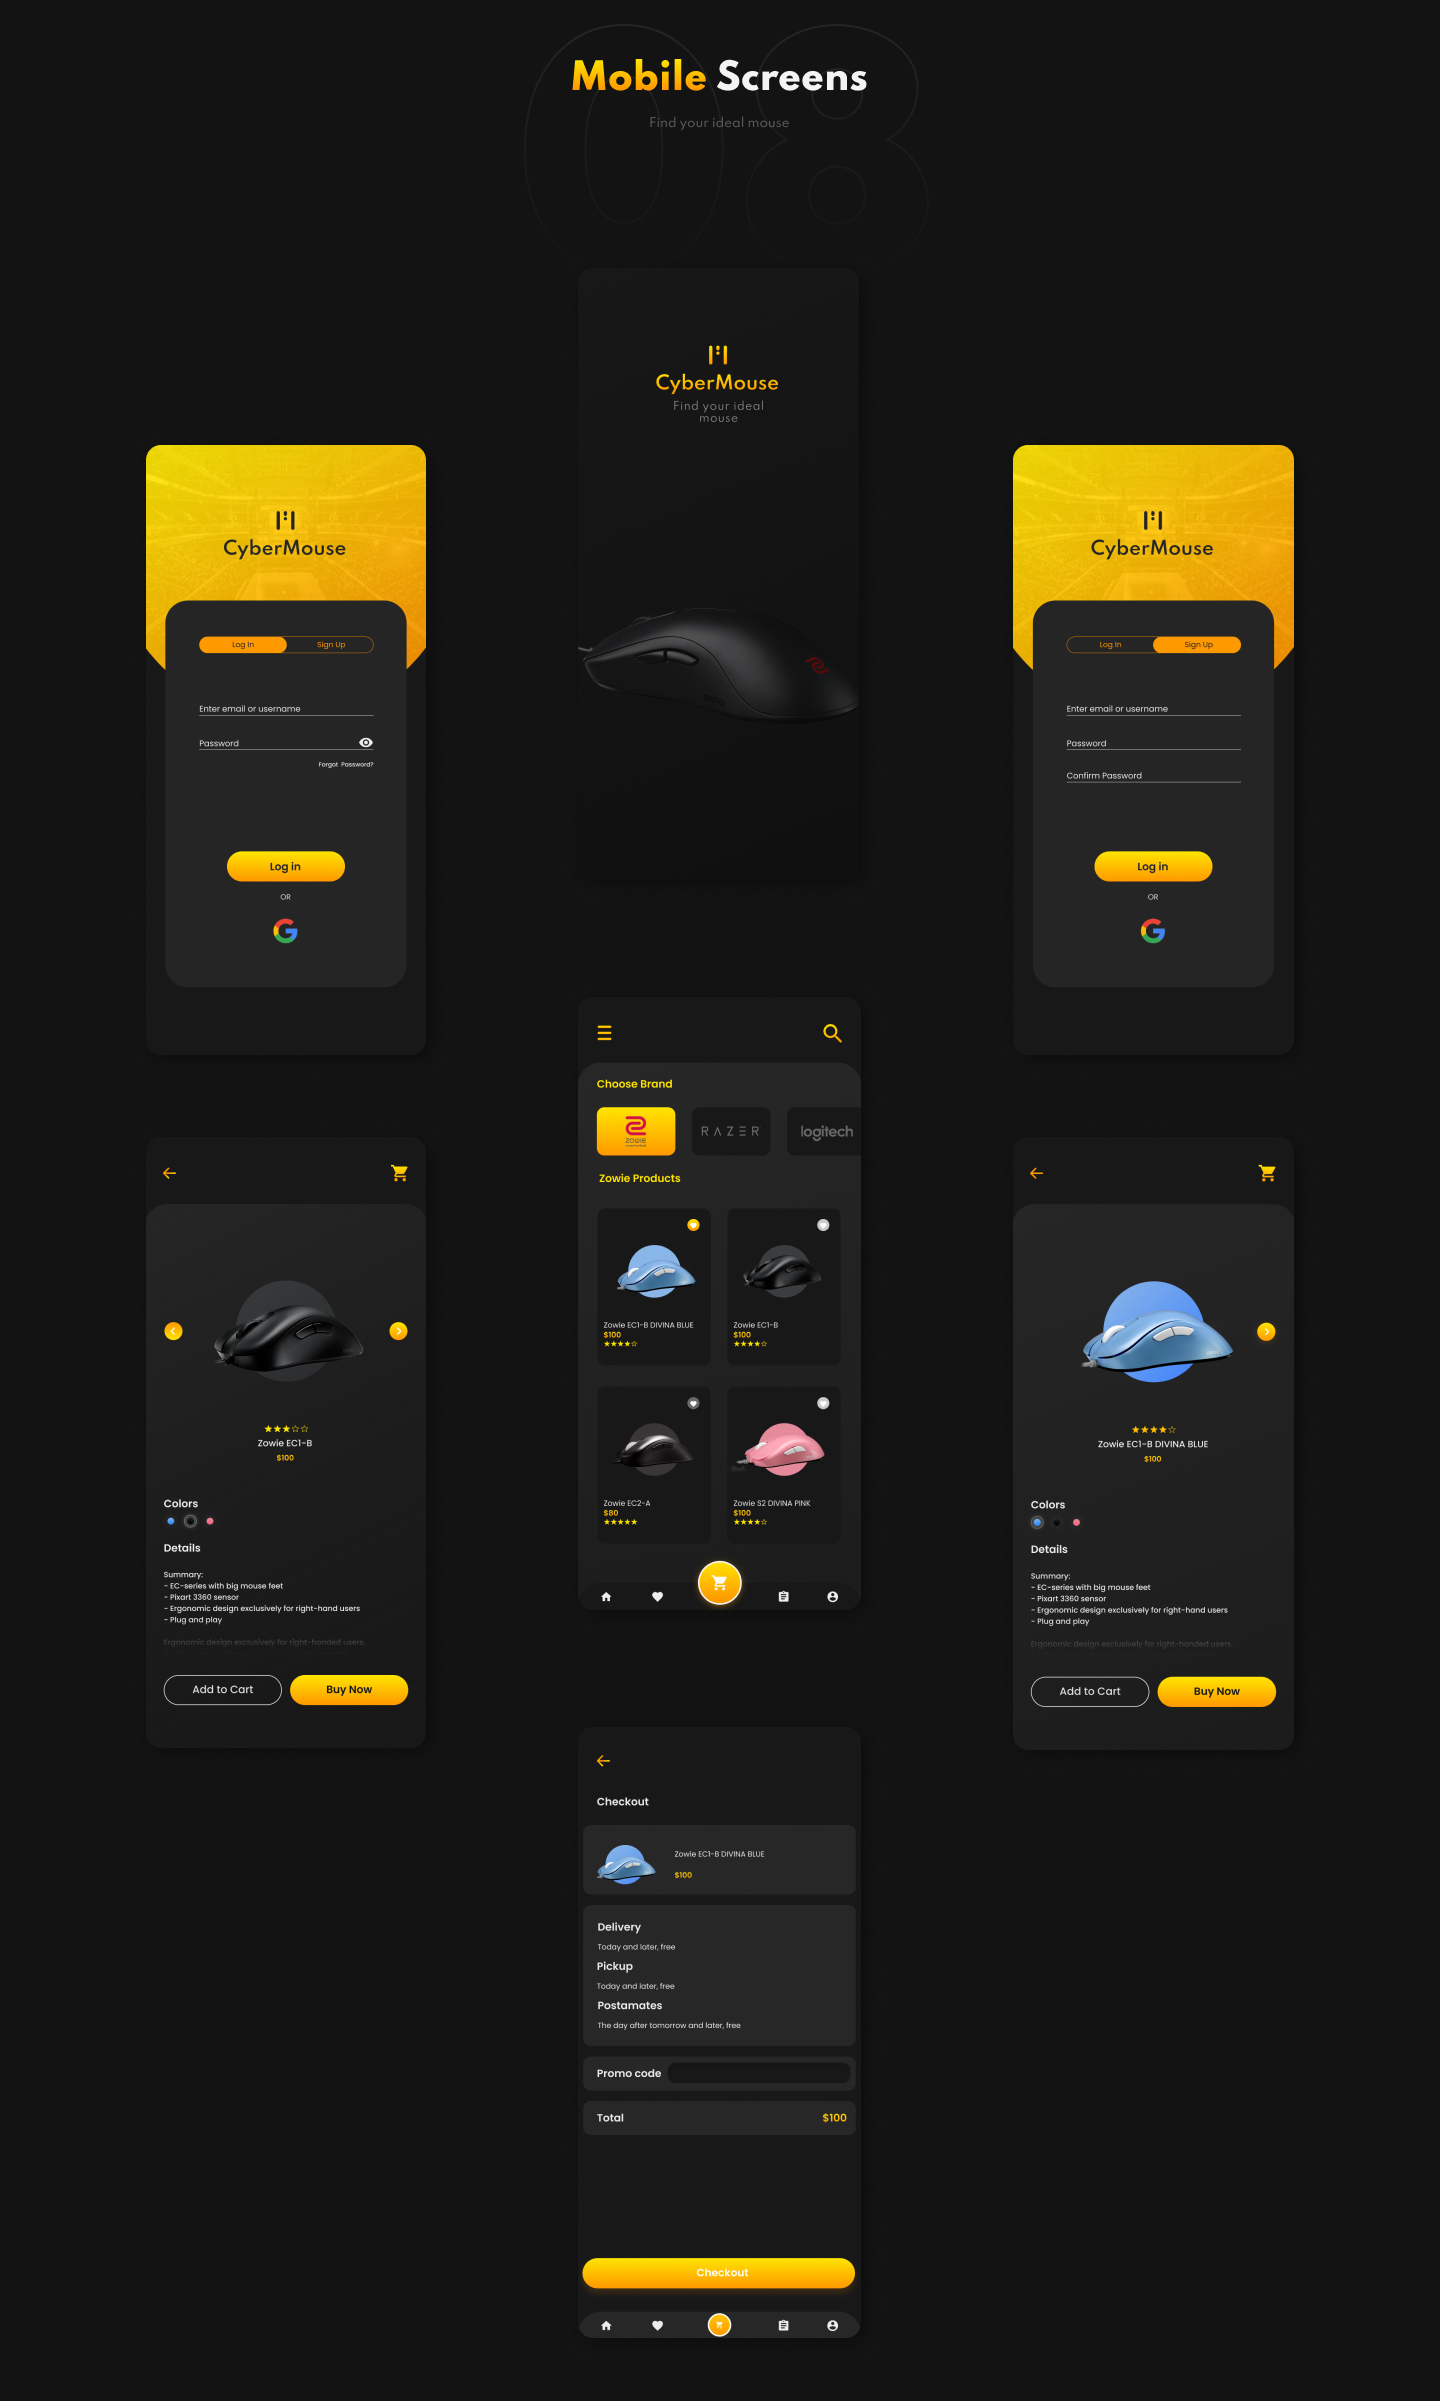 08
Mobile Screens
Find your ideal mouse
CyberMouse
Find your ideal
mouse
CyberMouse
Log In
Sign Up
Enter email or username
Password
Forgot Password?
Log in
OR
CyberMouse
Log In
Sign Up
Enter email or username
Password
Confirm Password
Log in
OR
Choose Brand
ZOWIE
RAZER
logitech
Zowie Products
Zowie EC1-B DIVINA BLUE
$100
Zowie EC1-B
$100
Zowie EC2-A
$80
Zowie S2 DIVINA PINK
$100
Zowie EC1-B
$100
Colors
Details
Summary:
- EC-series with big mouse feet
- Pixart 3360 sensor
- Ergonomic design exclusively for right-hand users
- Plug and play
Ergonomic design exclusively for right-handed users.
Add to Cart
Buy Now
Zowie EC1-B DIVINA BLUE
$100
Colors
Details
Summary:
- EC-series with big mouse feet
- Pixart 3360 sensor
- Ergonomic design exclusively for right-hand users
- Plug and play
Ergonomic design exclusively for right-handed users.
Add to Cart
Buy Now
Checkout
Zowie EC1-B DIVINA BLUE
$100
Delivery
Today and later, free
Pickup
Today and later, free
Postamates
The day after tomorrow and later, free
Promo code
Total
$100
Checkout